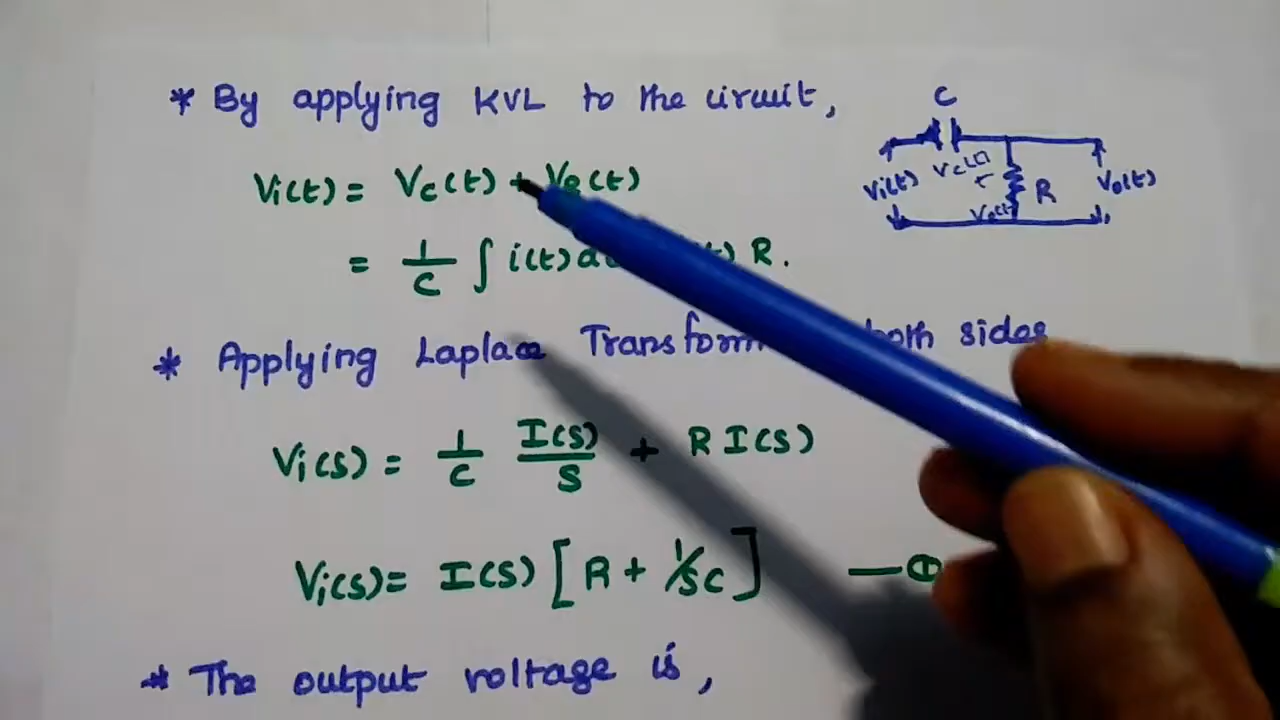 * By applying KVL to the circuit,
C
Vi(t) = Vc(t) + VR(t)
Vi(t)
R
Vo(t)
= 1/C ∫ i(t) R.
* Applying Laplace Transform both sides
Vi(s) = 1/C I(s)/S + R I(s)
Vi(s) = I(s) [R + 1/SC] — ①
* The output voltage is,